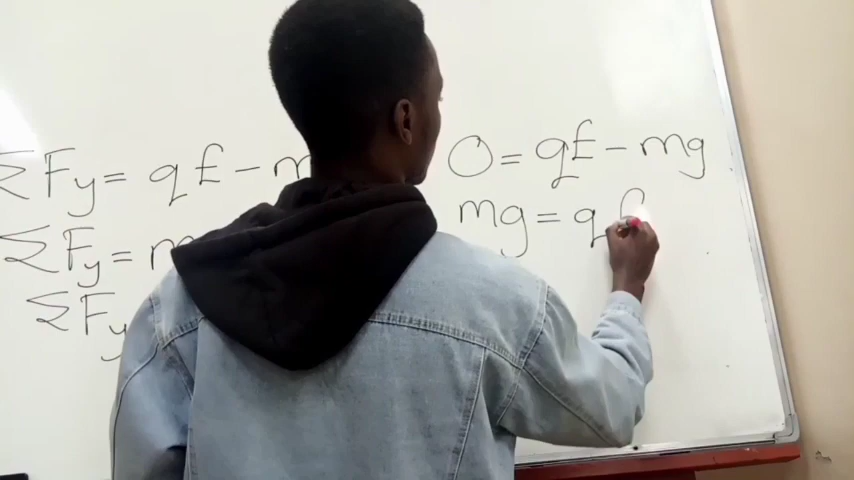 ΣFy = qE - m
ΣFy = m
ΣFy
0 = qE - mg
mg = q